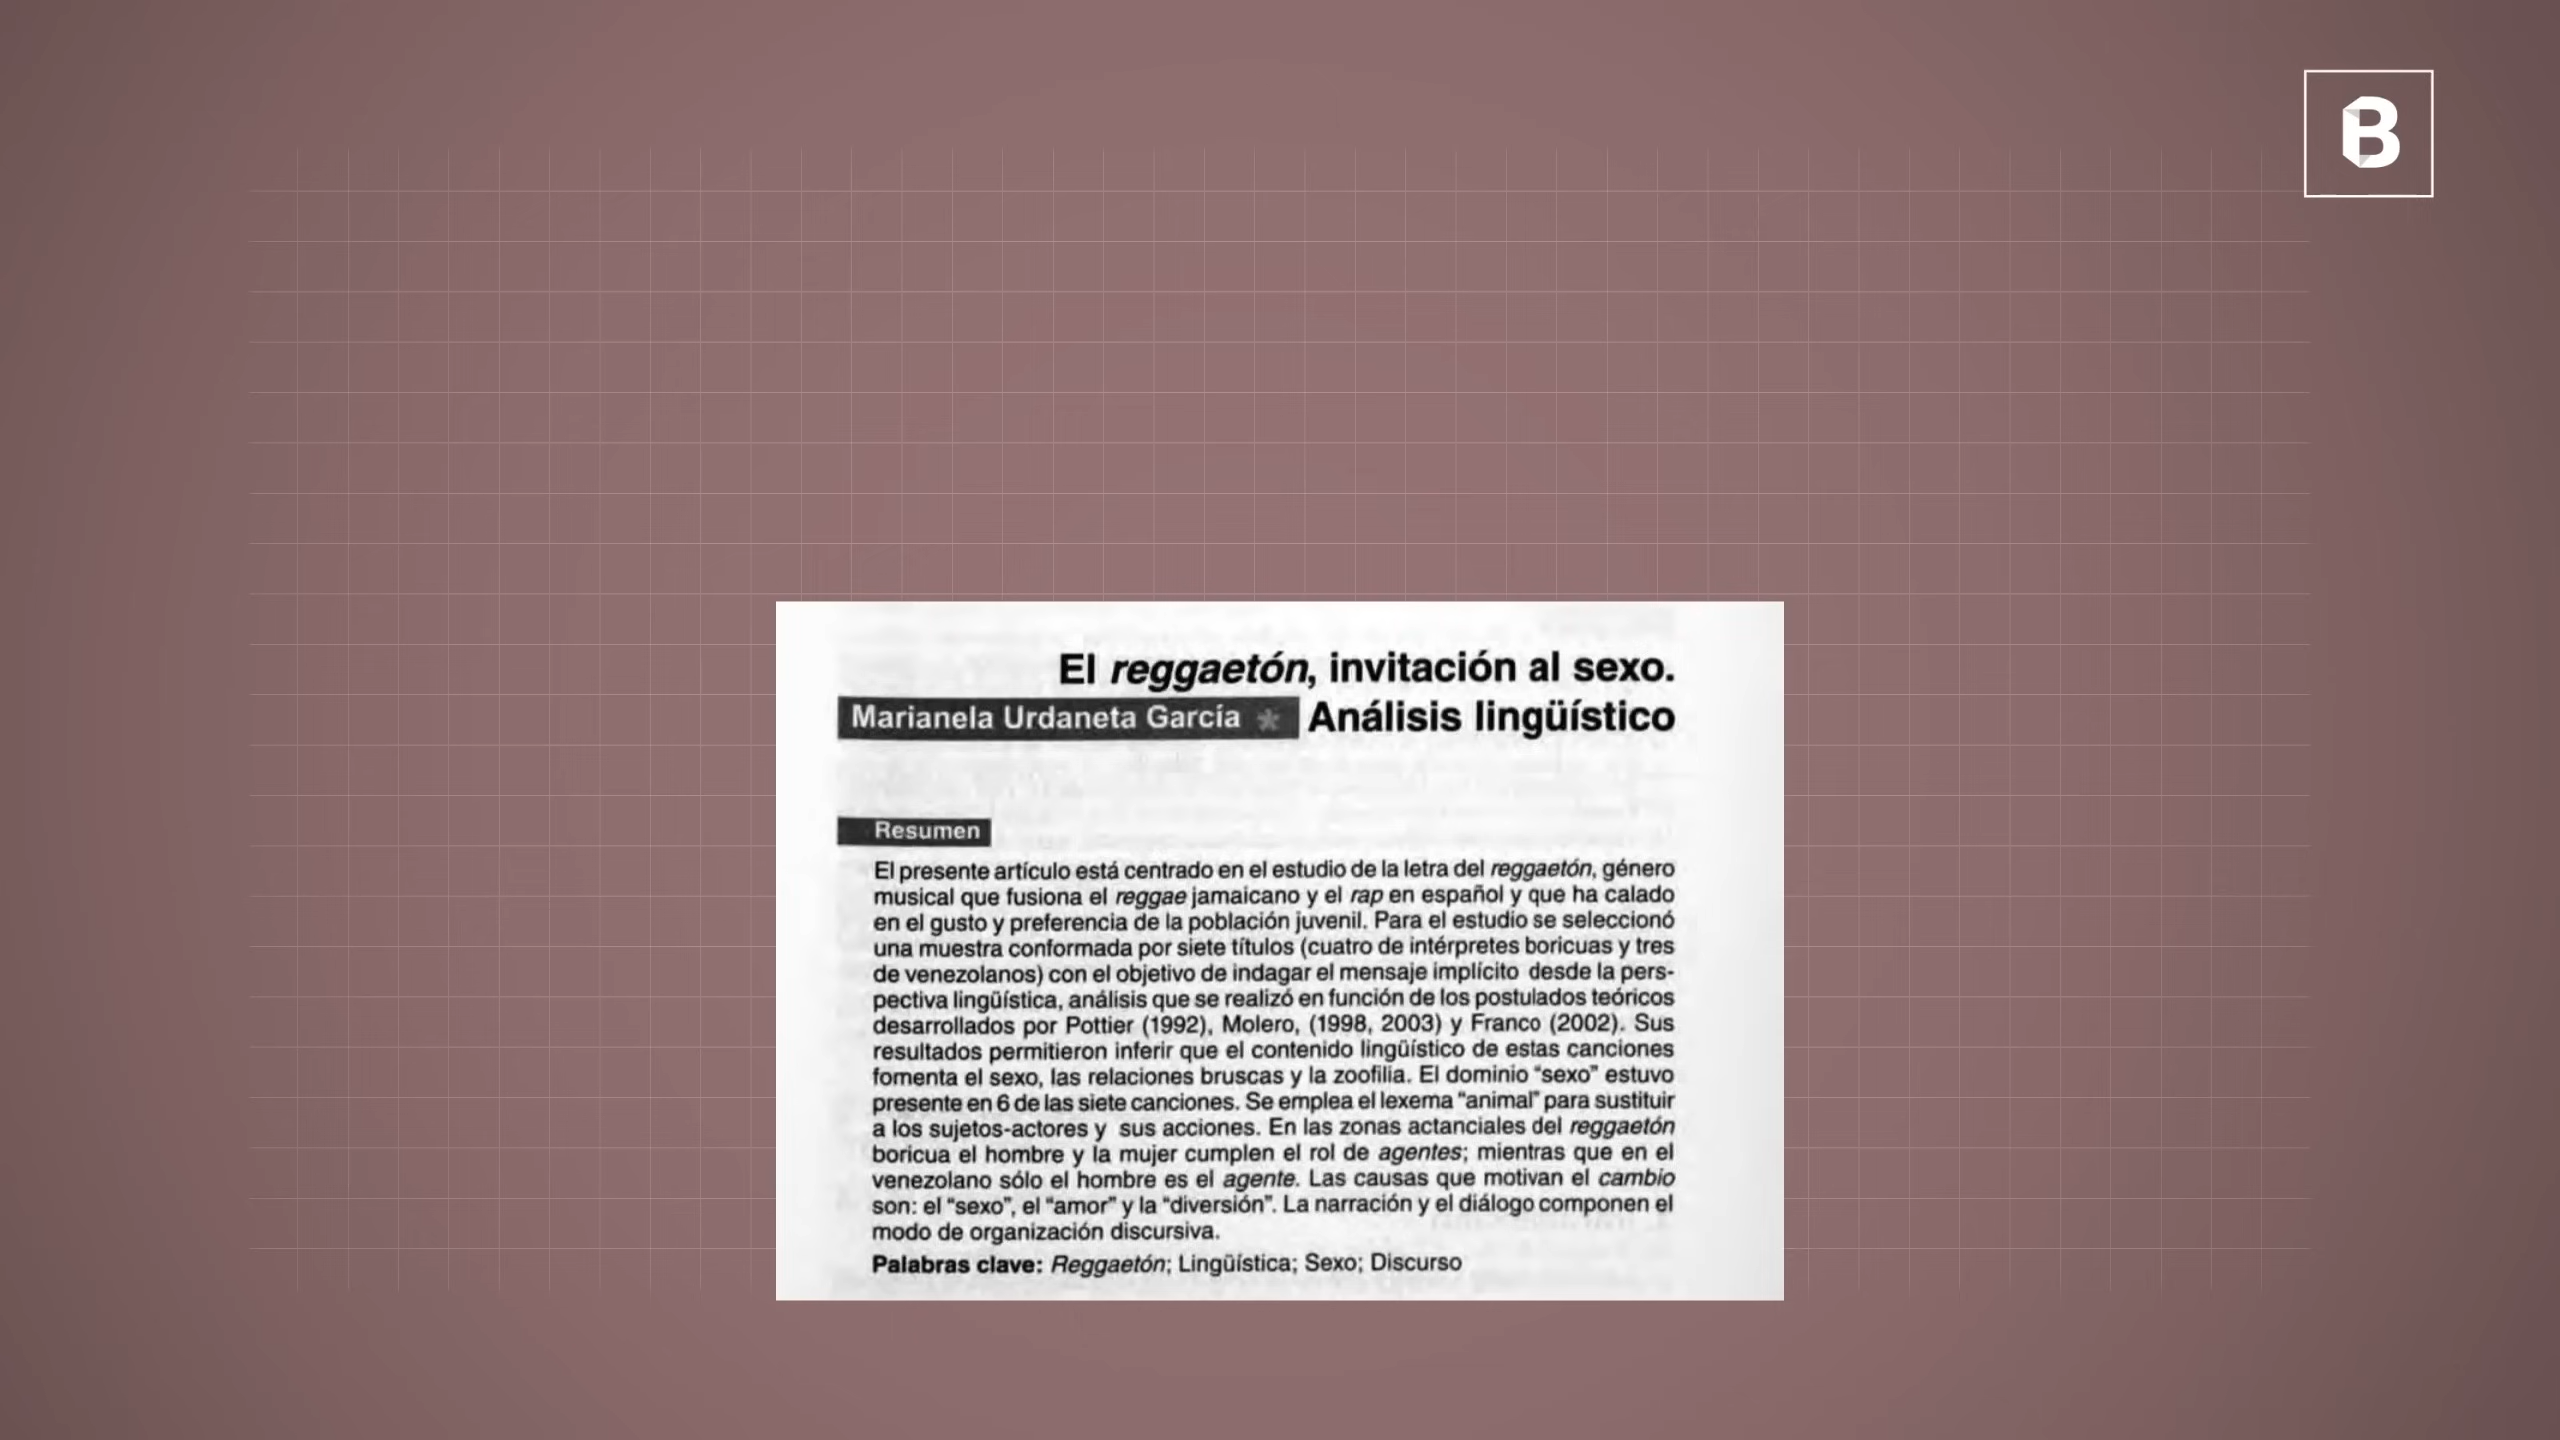 B
El reggaetón, invitación al sexo.
Marianela Urdaneta García * Análisis lingüístico
Resumen
El presente artículo está centrado en el estudio de la letra del reggaetón, género
musical que fusiona el reggae jamaicano y el rap en español y que ha calado
en el gusto y preferencia de la población juvenil. Para el estudio se seleccionó
una muestra conformada por siete títulos (cuatro de intérpretes boricuas y tres
de venezolanos) con el objetivo de indagar el mensaje implícito desde la pers-
pectiva lingüística, análisis que se realizó en función de los postulados teóricos
desarrollados por Pottier (1992), Molero, (1998, 2003) y Franco (2002). Sus
resultados permitieron inferir que el contenido lingüístico de estas canciones
fomenta el sexo, las relaciones bruscas y la zoofilia. El dominio “sexo” estuvo
presente en 6 de las siete canciones. Se emplea el lexema “animal” para sustituir
a los sujetos-actores y sus acciones. En las zonas actanciales del reggaetón
boricua el hombre y la mujer cumplen el rol de agentes; mientras que en el
venezolano sólo el hombre es el agente. Las causas que motivan el cambio
son: el “sexo”, el “amor” y la “diversión”. La narración y el diálogo componen el
modo de organización discursiva.
Palabras clave: Reggaetón; Lingüística; Sexo; Discurso